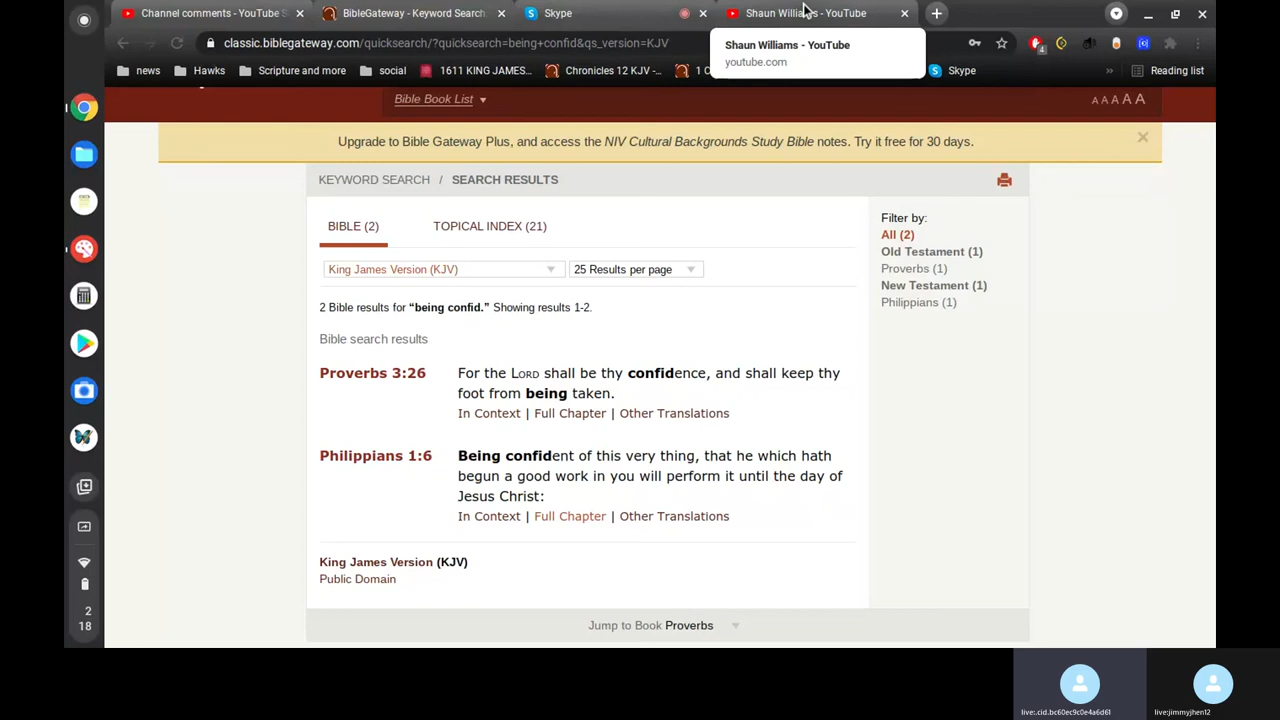 Channel comments - YouTube S
BibleGateway - Keyword Search
Skype
Shaun Williams - YouTube
classic.biblegateway.com/quicksearch/?quicksearch=being+confid&qs_version=KJV
Shaun Williams - YouTube
youtube.com
4
news
Hawks
Scripture and more
social
1611 KING JAMES...
Chronicles 12 KJV -...
Skype
»
Reading list
Bible Book List
A A A A A
Upgrade to Bible Gateway Plus, and access the NIV Cultural Backgrounds Study Bible notes. Try it free for 30 days.
KEYWORD SEARCH / SEARCH RESULTS
BIBLE (2)
TOPICAL INDEX (21)
King James Version (KJV)
25 Results per page
2 Bible results for “being confid.” Showing results 1-2.
Bible search results
Proverbs 3:26
For the LORD shall be thy confidence, and shall keep thy
foot from being taken.
In Context | Full Chapter | Other Translations
Philippians 1:6
Being confident of this very thing, that he which hath
begun a good work in you will perform it until the day of
Jesus Christ:
In Context | Full Chapter | Other Translations
King James Version (KJV)
Public Domain
Filter by:
All (2)
Old Testament (1)
Proverbs (1)
New Testament (1)
Philippians (1)
Jump to Book Proverbs
2
18
live:.cid.bc60ec9c0e4a6d61
live:jimmyjhen12